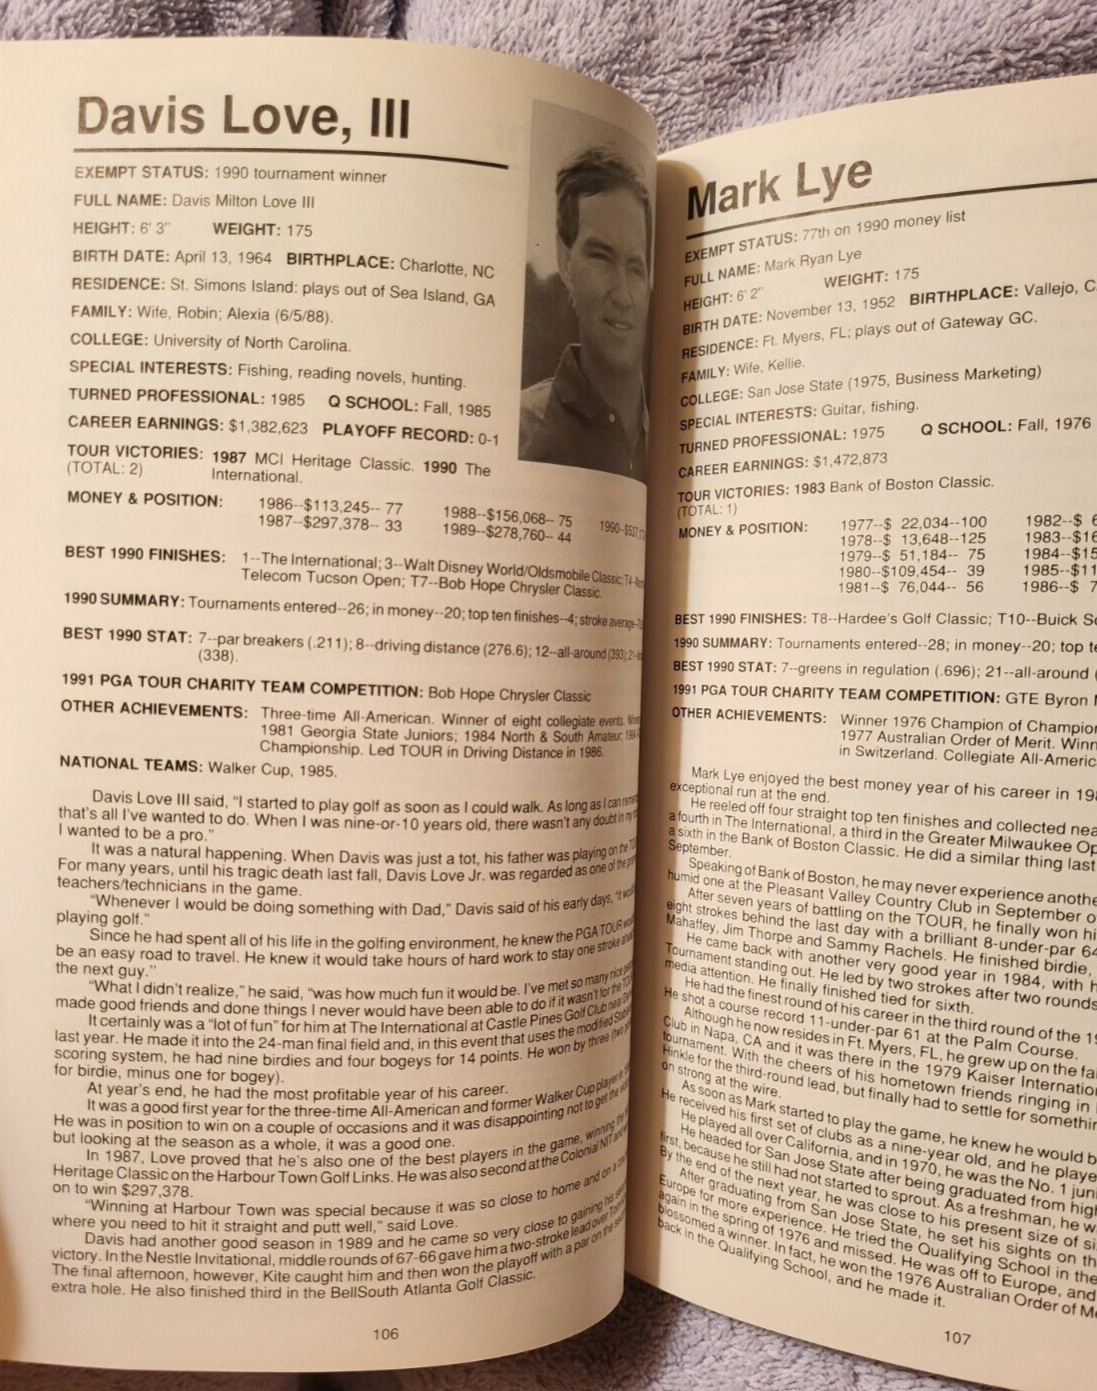 Davis Love, III
EXEMPT STATUS: 1990 tournament winner
FULL NAME: Davis Milton Love III
HEIGHT: 6' 3" WEIGHT: 175
BIRTH DATE: April 13, 1964 BIRTHPLACE: Charlotte, NC
RESIDENCE: St. Simons Island: plays out of Sea Island, GA
FAMILY: Wife, Robin; Alexia (6/5/88).
COLLEGE: University of North Carolina.
SPECIAL INTERESTS: Fishing, reading novels, hunting.
TURNED PROFESSIONAL: 1985 Q SCHOOL: Fall, 1985
CAREER EARNINGS: $1,382,623 PLAYOFF RECORD: 0-1
TOUR VICTORIES: 1987 MCI Heritage Classic. 1990 The
(TOTAL: 2) International.
MONEY & POSITION: 1986--$113,245-- 77 1988--$156,068-- 75 1990--$537,17
1987--$297,378-- 33 1989--$278,760-- 44
BEST 1990 FINISHES: 1--The International; 3--Walt Disney World/Oldsmobile Classic; T4--
Telecom Tucson Open; T7--Bob Hope Chrysler Classic.
1990 SUMMARY: Tournaments entered--26; in money--20; top ten finishes--4; stroke average--
BEST 1990 STAT: 7--par breakers (.211); 8--driving distance (276.6); 12--all-around (393);
(338).
1991 PGA TOUR CHARITY TEAM COMPETITION: Bob Hope Chrysler Classic
OTHER ACHIEVEMENTS: Three-time All-American. Winner of eight collegiate events.
1981 Georgia State Juniors; 1984 North & South Amateur; 1984
Championship. Led TOUR in Driving Distance in 1986.
NATIONAL TEAMS: Walker Cup, 1985.
Davis Love III said, "I started to play golf as soon as I could walk. As long as I can
that's all I've wanted to do. When I was nine-or-10 years old, there wasn't any doubt in my
I wanted to be a pro."
It was a natural happening. When Davis was just a tot, his father was playing on the
For many years, until his tragic death last fall, Davis Love Jr. was regarded as one of the
teachers/technicians in the game.
"Whenever I would be doing something with Dad," Davis said of his early days, "it
playing golf."
Since he had spent all of his life in the golfing environment, he knew the PGA TOUR
be an easy road to travel. He knew it would take hours of hard work to stay one stroke
the next guy."
"What I didn't realize," he said, "was how much fun it would be. I've met so many nice
made good friends and done things I never would have been able to do if it wasn't for the
It certainly was a "lot of fun" for him at The International at Castle Pines Golf Club near
last year. He made it into the 24-man final field and, in this event that uses the modified
scoring system, he had nine birdies and four bogeys for 14 points. He won by three (two
for birdie, minus one for bogey).
At year's end, he had the most profitable year of his career.
It was a good first year for the three-time All-American and former Walker Cup player in
He was in position to win on a couple of occasions and it was disappointing not to get the
but looking at the season as a whole, it was a good one.
In 1987, Love proved that he's also one of the best players in the game, winning the
Heritage Classic on the Harbour Town Golf Links. He was also second at the Colonial NIT and
on to win $297,378.
"Winning at Harbour Town was special because it was so close to home and on a
where you need to hit it straight and putt well," said Love.
Davis had another good season in 1989 and he came so very close to gaining his
victory. In the Nestle Invitational, middle rounds of 67-66 gave him a two-stroke lead over
The final afternoon, however, Kite caught him and then won the playoff with a par on the
extra hole. He also finished third in the BellSouth Atlanta Golf Classic.
106
Mark Lye
EXEMPT STATUS: 77th on 1990 money list
FULL NAME: Mark Ryan Lye
HEIGHT: 6' 2" WEIGHT: 175
BIRTH DATE: November 13, 1952 BIRTHPLACE: Vallejo, C
RESIDENCE: Ft. Myers, FL; plays out of Gateway GC.
FAMILY: Wife, Kellie.
COLLEGE: San Jose State (1975, Business Marketing)
SPECIAL INTERESTS: Guitar, fishing.
TURNED PROFESSIONAL: 1975 Q SCHOOL: Fall, 1976
CAREER EARNINGS: $1,472,873
TOUR VICTORIES: 1983 Bank of Boston Classic.
(TOTAL: 1)
MONEY & POSITION: 1977--$ 22,034--100 1982--$ 6
1978--$ 13,648--125 1983--$16
1979--$ 51,184-- 75 1984--$15
1980--$109,454-- 39 1985--$11
1981--$ 76,044-- 56 1986--$ 7
BEST 1990 FINISHES: T8--Hardee's Golf Classic; T10--Buick So
1990 SUMMARY: Tournaments entered--28; in money--20; top te
BEST 1990 STAT: 7--greens in regulation (.696); 21--all-around (
1991 PGA TOUR CHARITY TEAM COMPETITION: GTE Byron N
OTHER ACHIEVEMENTS: Winner 1976 Champion of Champion
1977 Australian Order of Merit. Winn
in Switzerland. Collegiate All-America
Mark Lye enjoyed the best money year of his career in 198
exceptional run at the end.
He reeled off four straight top ten finishes and collected nea
a fourth in The International, a third in the Greater Milwaukee Op
a sixth in the Bank of Boston Classic. He did a similar thing last
September.
Speaking of Bank of Boston, he may never experience anothe
humid one at the Pleasant Valley Country Club in September o
After seven years of battling on the TOUR, he finally won hi
eight strokes behind the last day with a brilliant 8-under-par 64
Mahaffey, Jim Thorpe and Sammy Rachels. He finished birdie,
He came back with another very good year in 1984, with h
Tournament standing out. He led by two strokes after two rounds
media attention. He finally finished tied for sixth.
He had the finest round of his career in the third round of the 19
He shot a course record 11-under-par 61 at the Palm Course.
Although he now resides in Ft. Myers, FL, he grew up on the fa
Club in Napa, CA and it was there in the 1979 Kaiser Internatio
tournament. With the cheers of his hometown friends ringing in
Hinkle for the third-round lead, but finally had to settle for somethin
on strong at the wire.
As soon as Mark started to play the game, he knew he would b
He received his first set of clubs as a nine-year old, and he playe
He played all over California, and in 1970, he was the No. 1 juni
He headed for San Jose State after being graduated from high
first, because he still had not started to sprout. As a freshman, he w
By the end of the next year, he was close to his present size of si
After graduating from San Jose State, he set his sights on th
Europe for more experience. He tried the Qualifying School in the
again in the spring of 1976 and missed. He was off to Europe, and
blossomed a winner. In fact, he won the 1976 Australian Order of Me
back in the Qualifying School, and he made it.
107